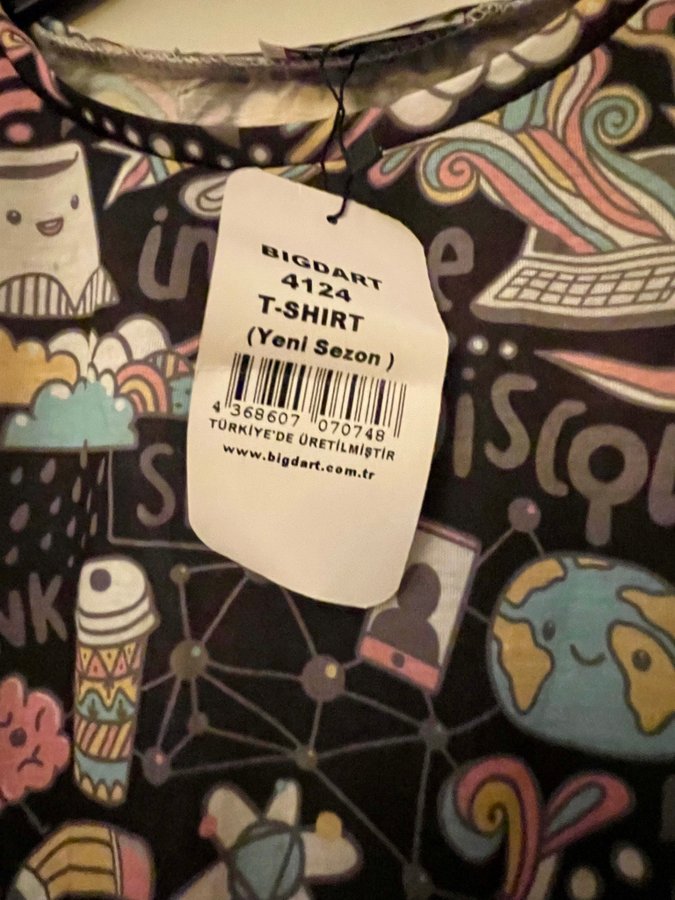 BIGDART
4124
T-SHIRT
(Yeni Sezon )
4 368607 070748
TÜRKİYE'DE ÜRETİLMİŞTİR
www.bigdart.com.tr